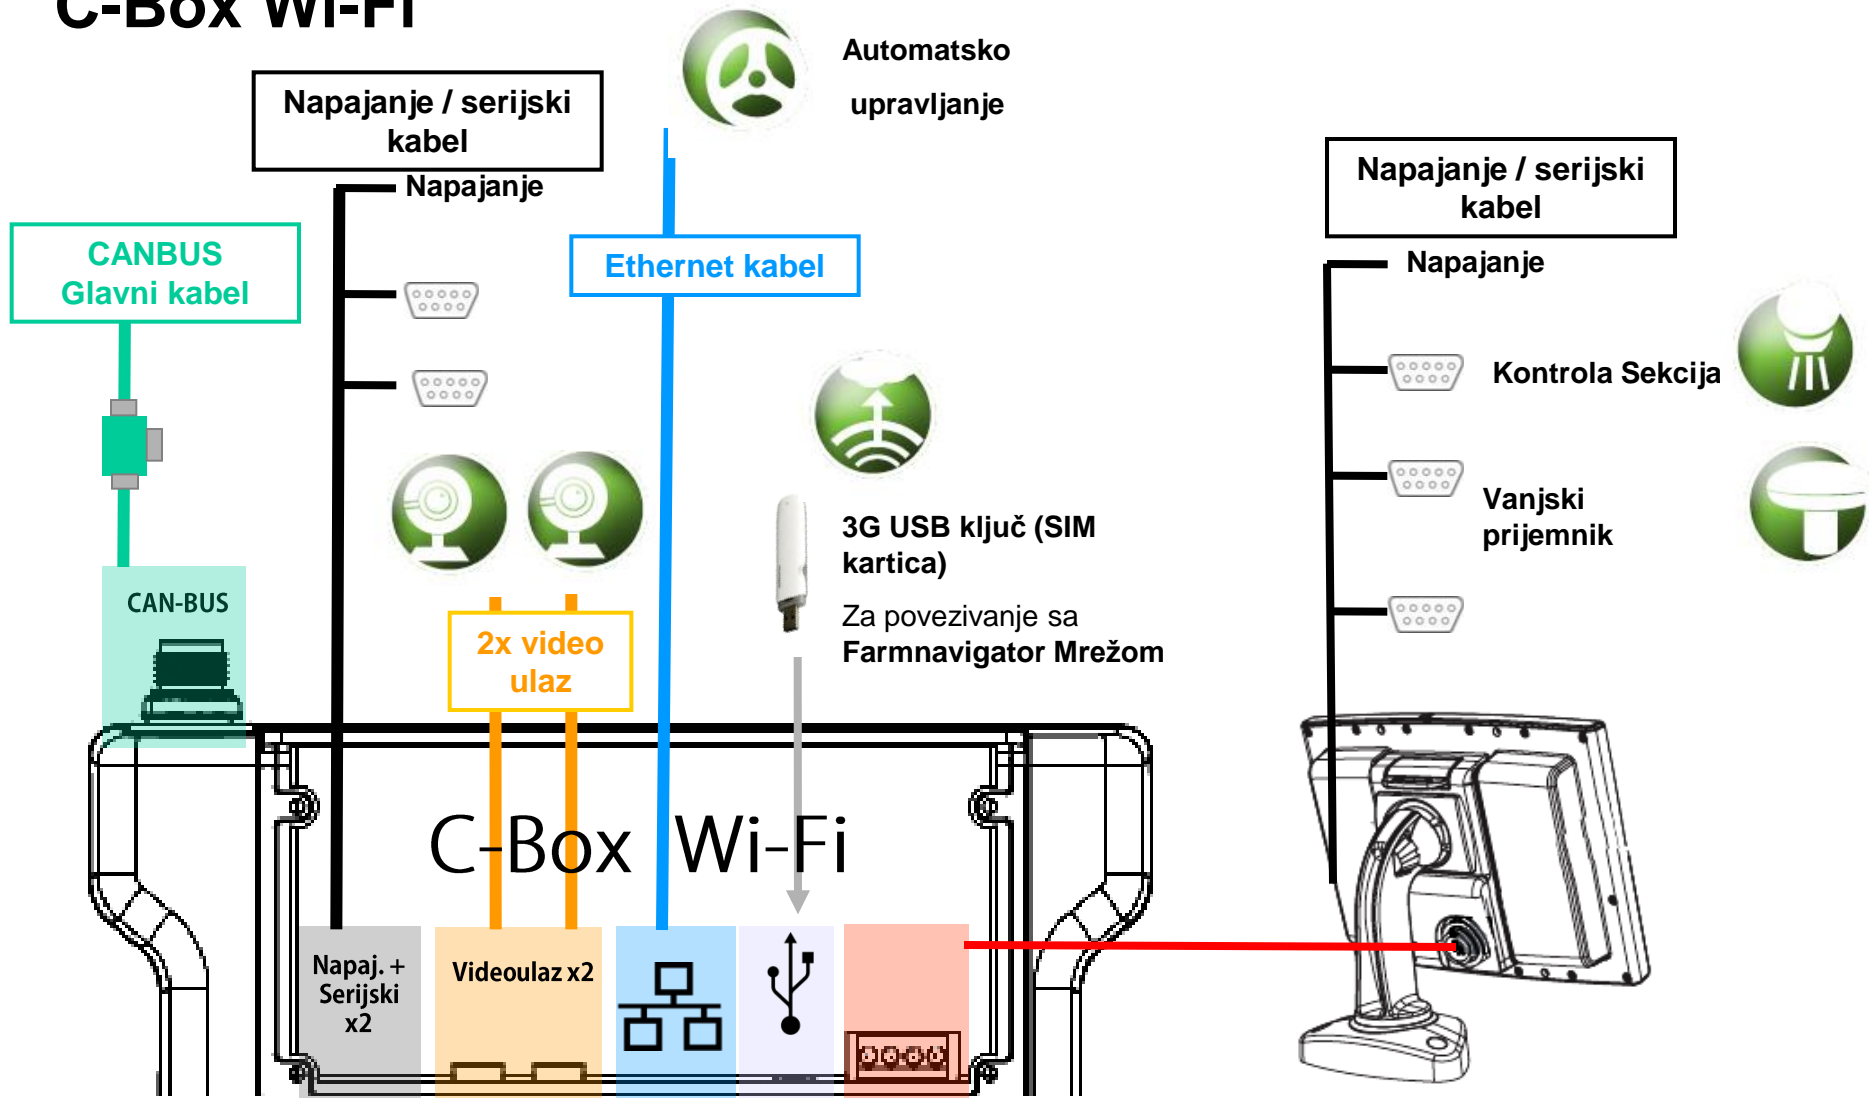 C-Box Wi-Fi
Automatsko
upravljanje
Napajanje / serijski
kabel
Napajanje
CANBUS
Glavni kabel
Ethernet kabel
Napajanje / serijski
kabel
Napajanje
Kontrola Sekcija
Vanjski
prijemnik
3G USB ključ (SIM
kartica)
Za povezivanje sa
Farmnavigator Mrežom
CAN-BUS
2x video
ulaz
C-Box Wi-Fi
Napaj. +
Serijski
x2
Videoulaz x2